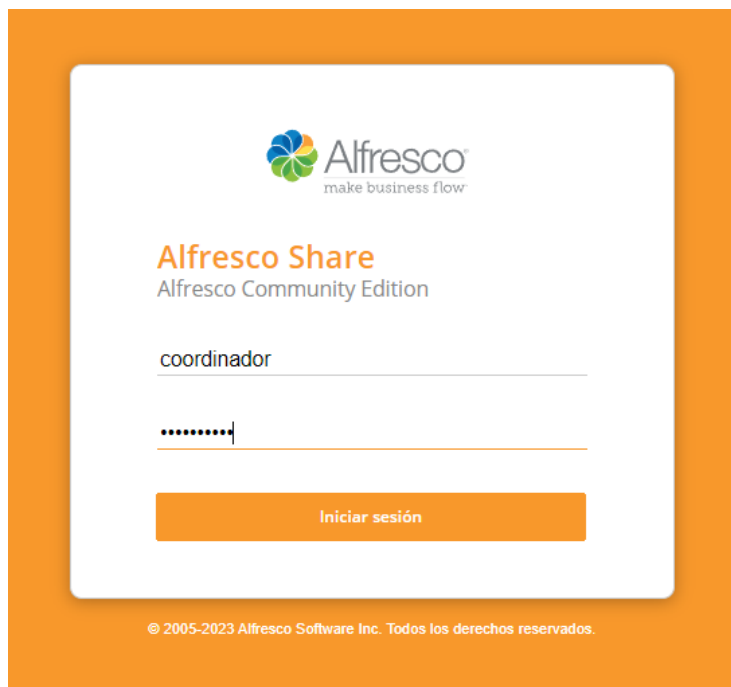 Alfresco
make business flow
Alfresco Share
Alfresco Community Edition
coordinador
••••••••••
Iniciar sesión
© 2005-2023 Alfresco Software Inc. Todos los derechos reservados.